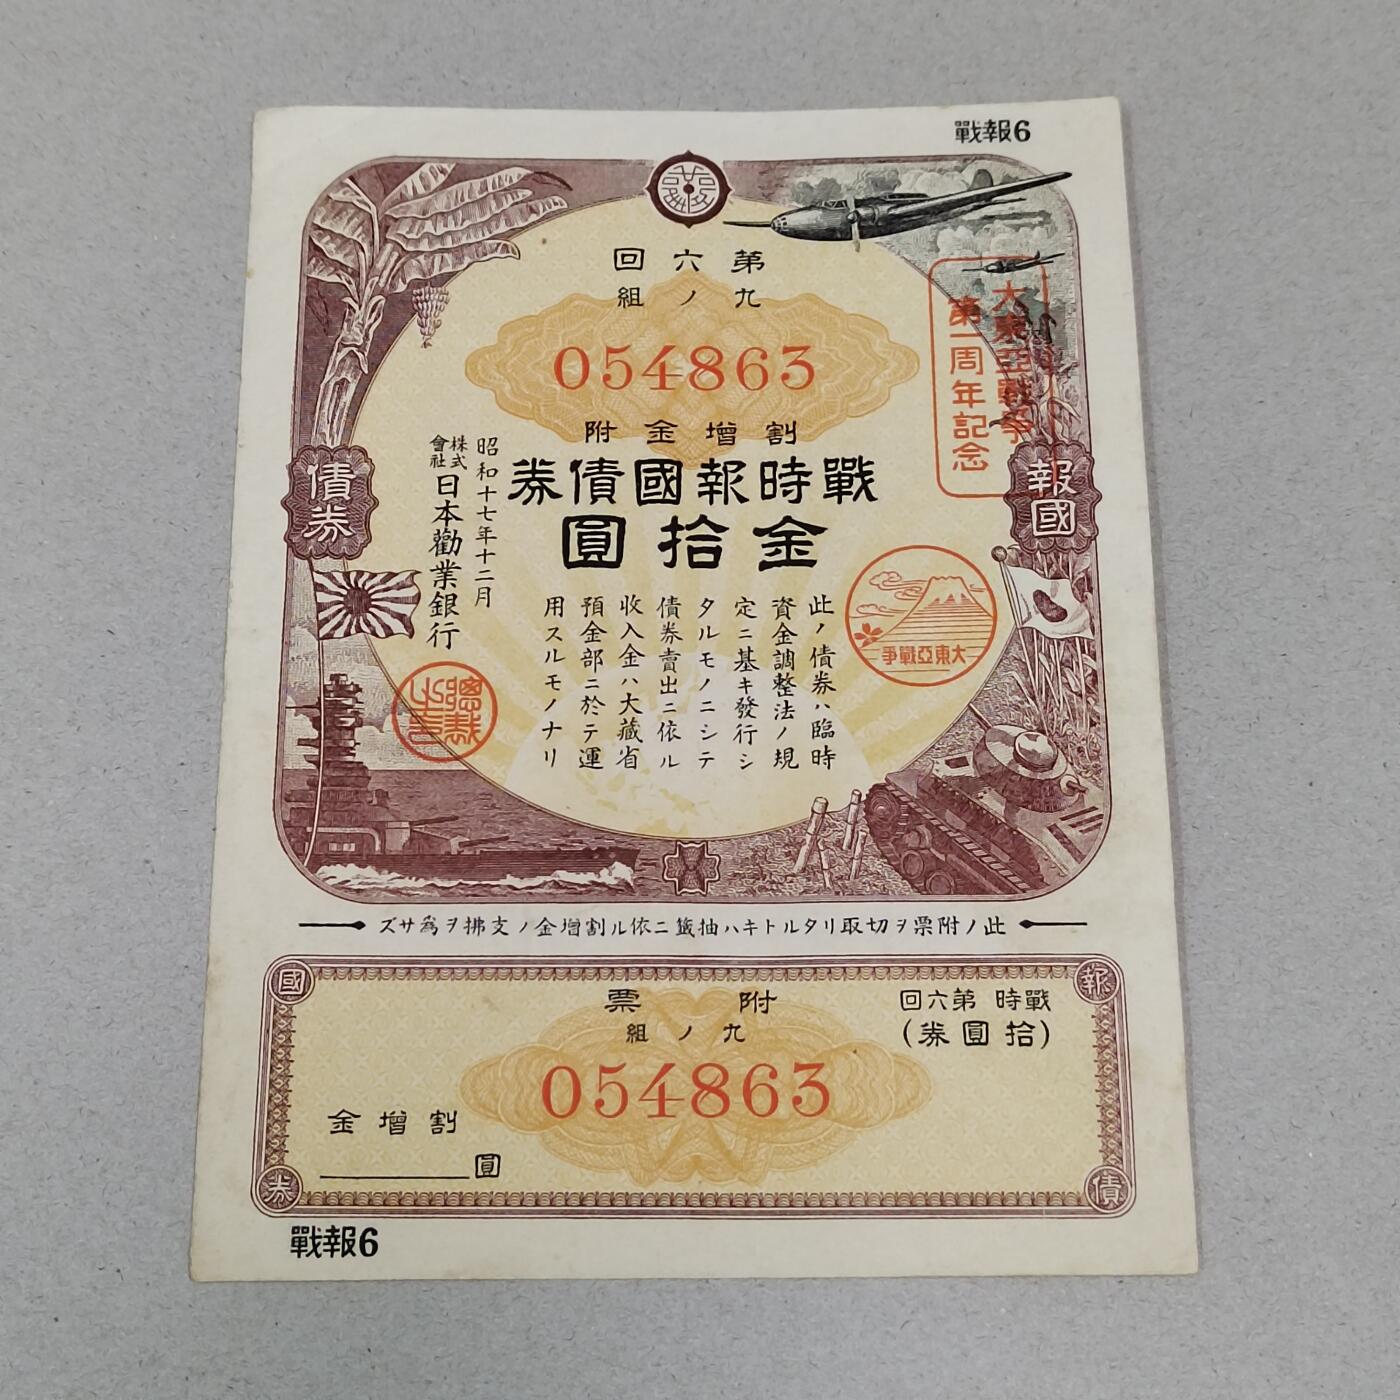 戰報6
第六回
九ノ組
054863
割増金附
戰時報國債券
金拾圓
大東亞戰爭
第一周年記念
報國
債券
此ノ債券ハ臨時
資金調整法ノ規
定ニ基キ發行シ
タルモノニシテ
債券賣出ニ依ル
收入金ハ大藏省
預金部ニ於テ運
用スルモノナリ
昭和十七年十二月
株式會社日本勸業銀行
大東亞戰爭
總裁之印
此ノ附票ヲ切取リタルトキハ抽籤ニ依ル割増金ノ支拂ヲ爲サズ
報
國
債
券
戰時第六回
(拾圓券)
附票
九ノ組
054863
割増金
圓
戰報6